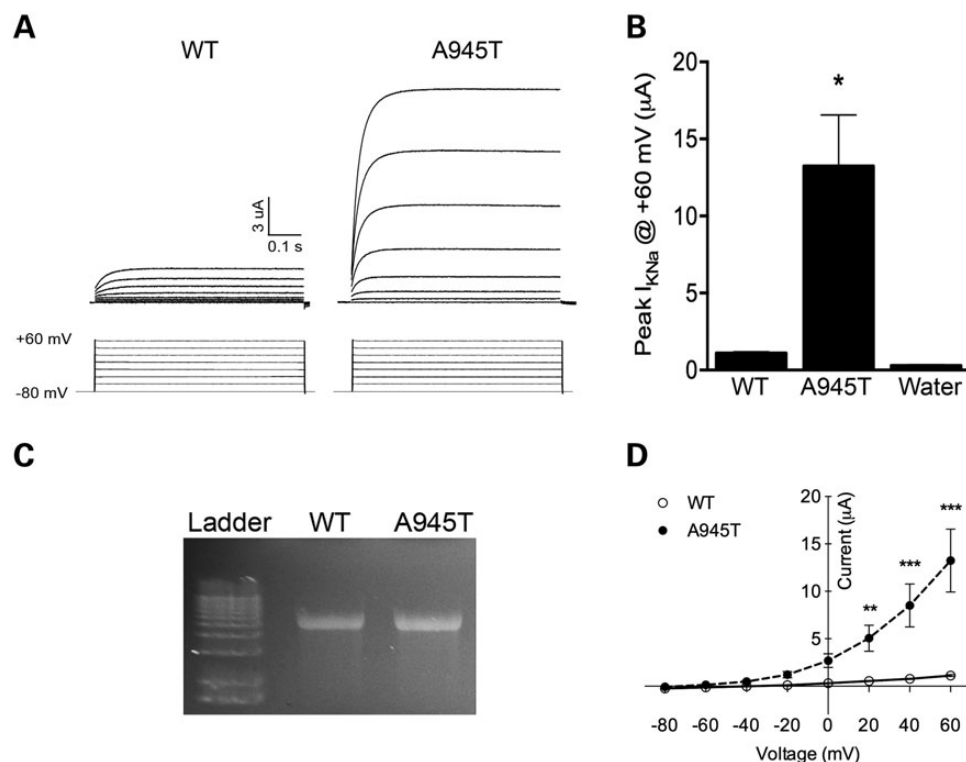 A
WT
A945T
3 uA
0.1 s
+60 mV
-80 mV
B
Peak I_KNa @ +60 mV (μA)
20
15
10
5
0
*
WT
A945T
Water
C
Ladder
WT
A945T
D
WT
A945T
Current (μA)
20
15
10
5
**
***
***
-80
-60
-40
-20
0
20
40
60
Voltage (mV)